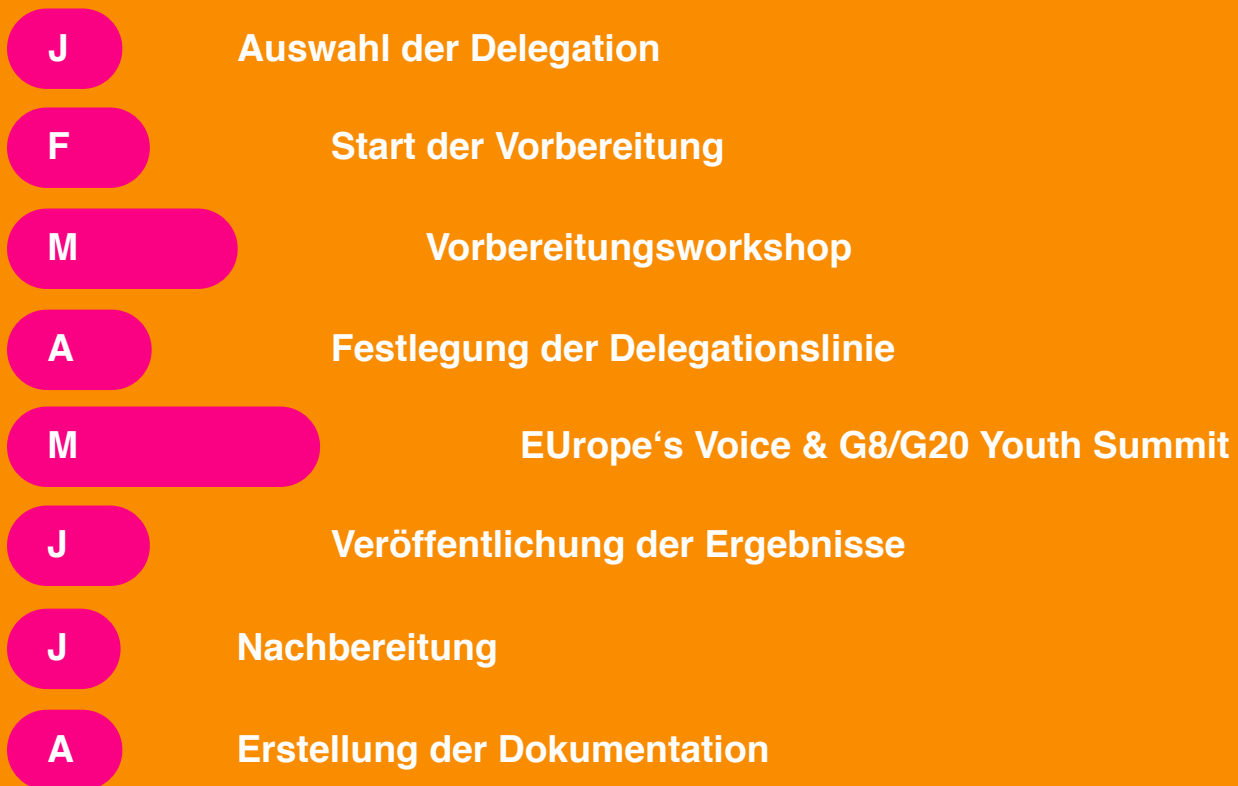 J Auswahl der Delegation
F Start der Vorbereitung
M Vorbereitungsworkshop
A Festlegung der Delegationslinie
M EUrope‘s Voice & G8/G20 Youth Summit
J Veröffentlichung der Ergebnisse
J Nachbereitung
A Erstellung der Dokumentation